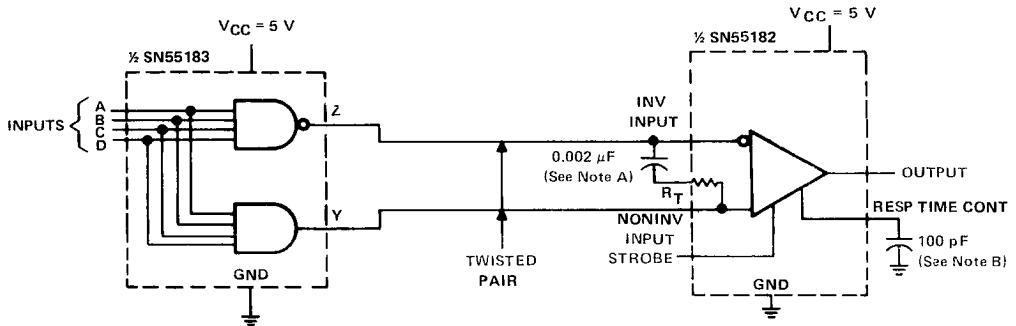 VCC = 5 V
½ SN55183
INPUTS
A
B
C
D
Z
Y
GND
TWISTED
PAIR
VCC = 5 V
½ SN55182
INV
INPUT
0.002 µF
(See Note A)
RT
NONINV
INPUT
STROBE
OUTPUT
RESP TIME CONT
100 pF
(See Note B)
GND